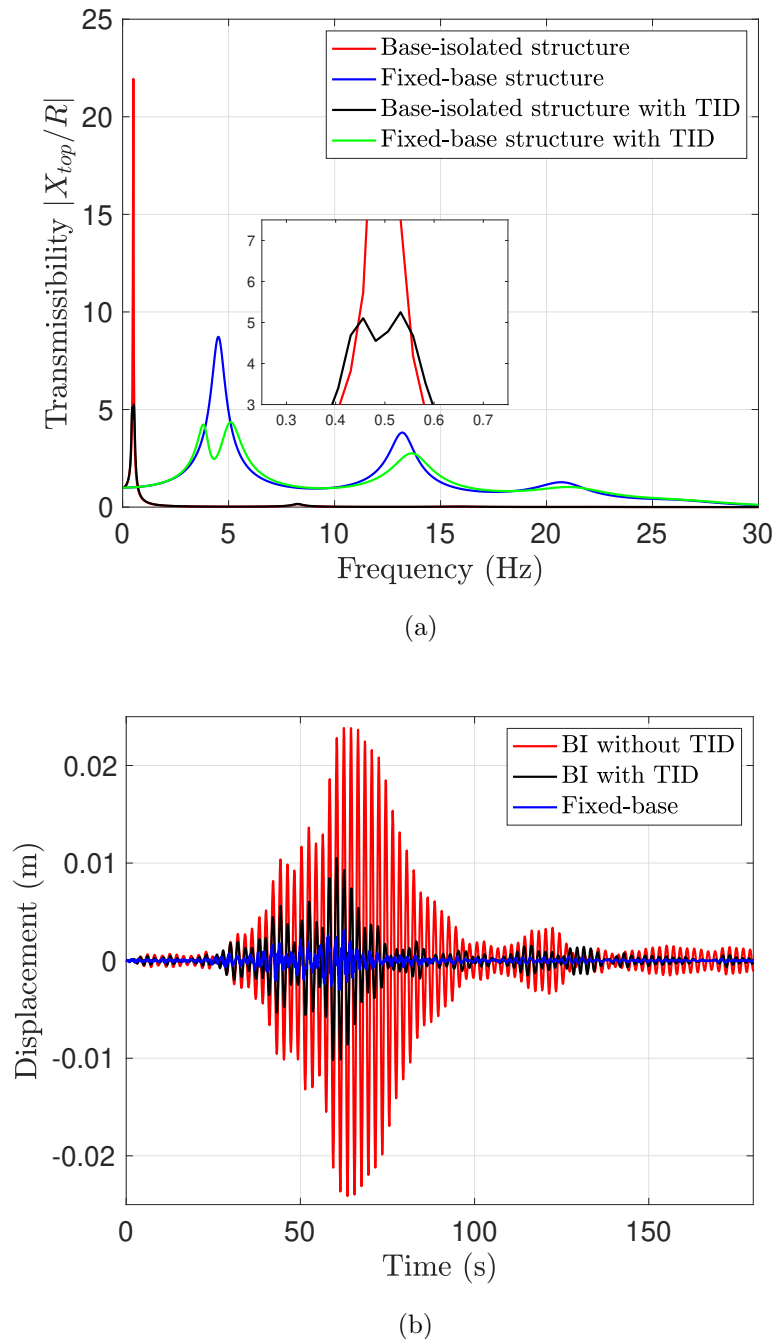 25
20
15
10
5
0
0 5 10 15 20 25 30
Transmissibility |X_{top}/R|
Frequency (Hz)
Base-isolated structure
Fixed-base structure
Base-isolated structure with TID
Fixed-base structure with TID
7
6
5
4
3
0.3 0.4 0.5 0.6 0.7
(a)
0.02
0.01
0
-0.01
-0.02
0 50 100 150
Displacement (m)
Time (s)
BI without TID
BI with TID
Fixed-base
(b)